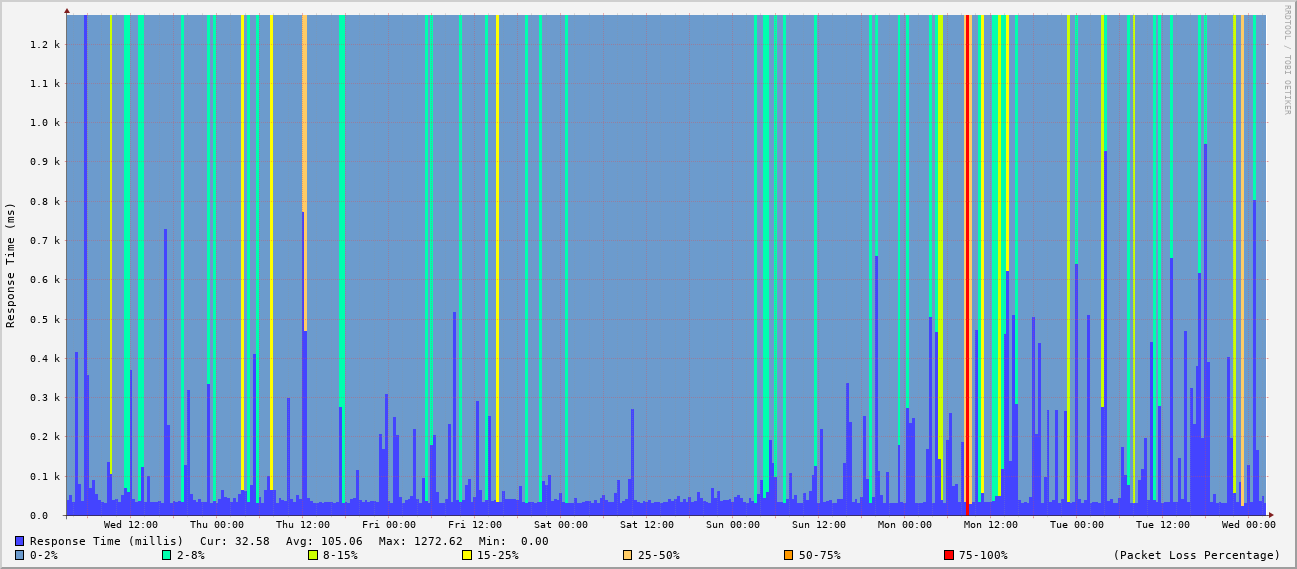 RRDTOOL / TOBI OETIKER
Response Time (ms)
1.2 k
1.1 k
1.0 k
0.9 k
0.8 k
0.7 k
0.6 k
0.5 k
0.4 k
0.3 k
0.2 k
0.1 k
0.0
Wed 12:00 Thu 00:00 Thu 12:00 Fri 00:00 Fri 12:00 Sat 00:00 Sat 12:00 Sun 00:00 Sun 12:00 Mon 00:00 Mon 12:00 Tue 00:00 Tue 12:00 Wed 00:00
Response Time (millis) Cur: 32.58 Avg: 105.06 Max: 1272.62 Min: 0.00
0-2% 2-8% 8-15% 15-25% 25-50% 50-75% 75-100% (Packet Loss Percentage)